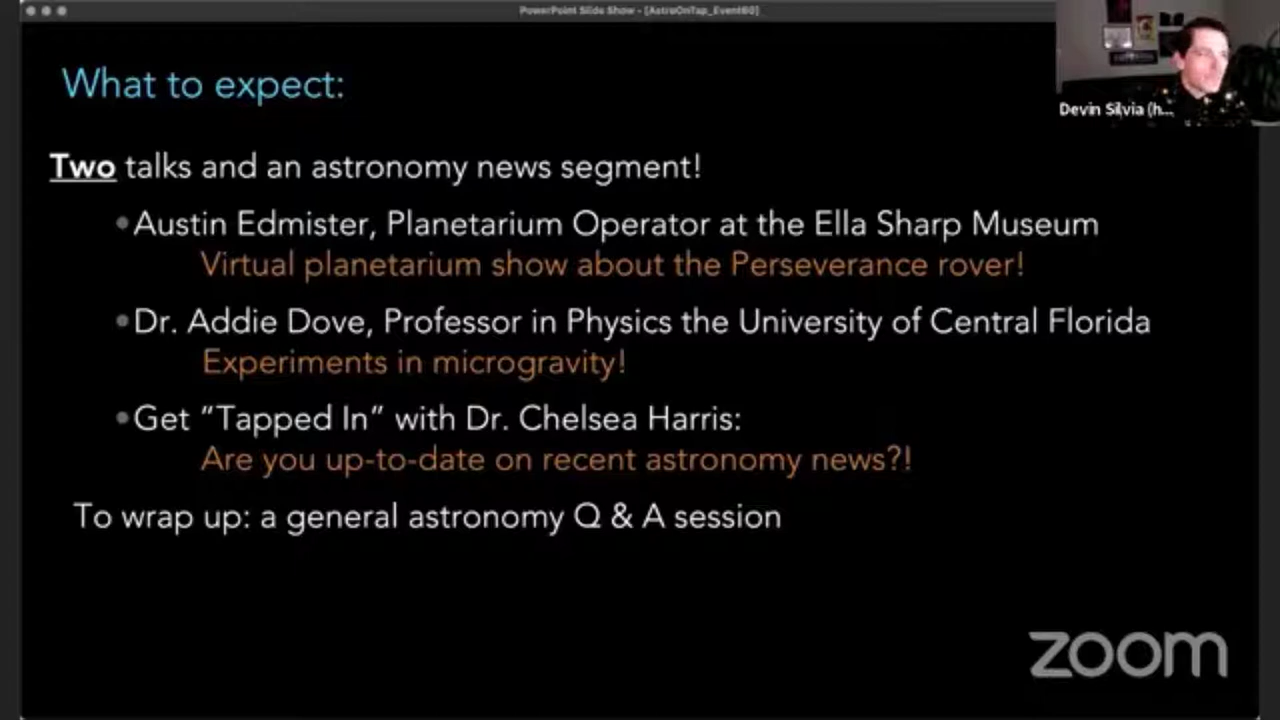 PowerPoint Slide Show - [AstroOnTap_Event60]
Devin Silvia (h...
What to expect:
Two talks and an astronomy news segment!
•Austin Edmister, Planetarium Operator at the Ella Sharp Museum
Virtual planetarium show about the Perseverance rover!
•Dr. Addie Dove, Professor in Physics the University of Central Florida
Experiments in microgravity!
•Get “Tapped In” with Dr. Chelsea Harris:
Are you up-to-date on recent astronomy news?!
To wrap up: a general astronomy Q & A session
zoom